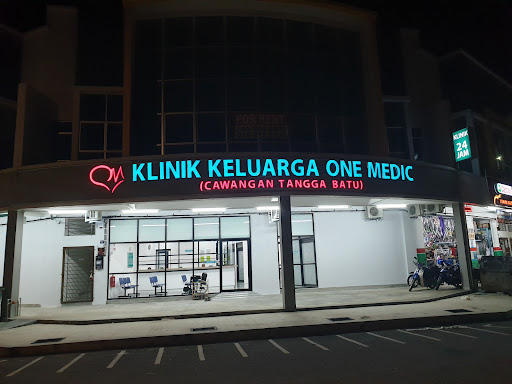 FOR RENT
KLINIK KELUARGA ONE MEDIC
(CAWANGAN TANGGA BATU)
KLINIK
24
JAM